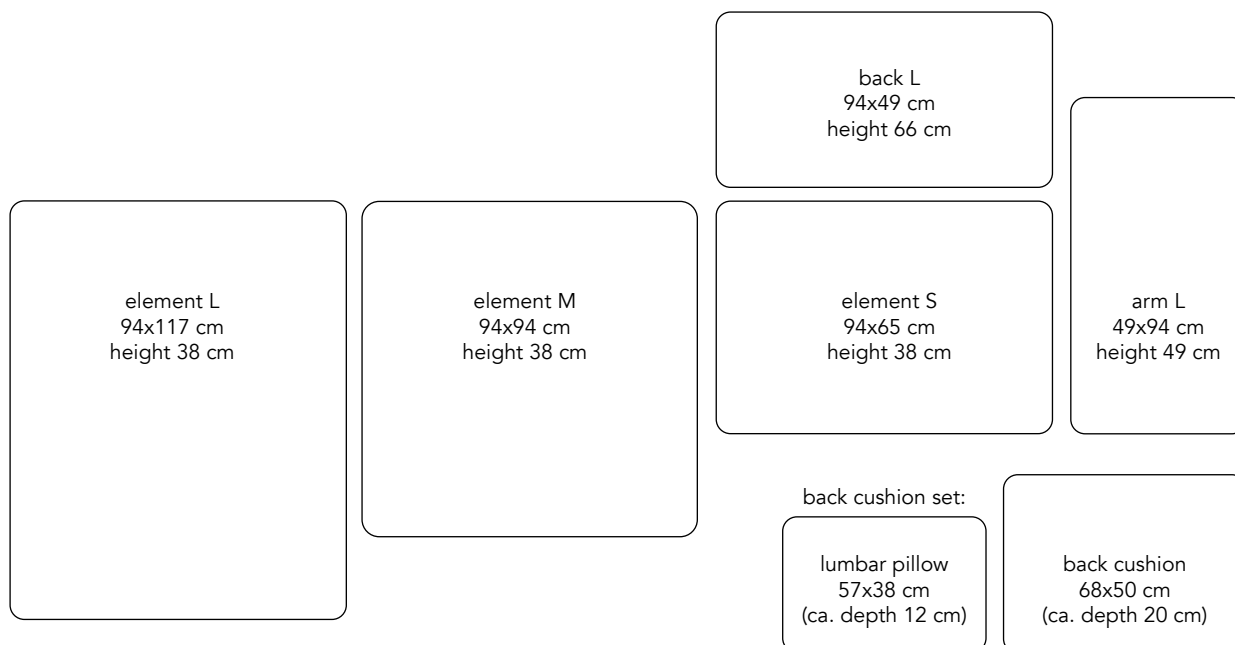 back L
94x49 cm
height 66 cm
element L
94x117 cm
height 38 cm
element M
94x94 cm
height 38 cm
element S
94x65 cm
height 38 cm
arm L
49x94 cm
height 49 cm
back cushion set:
lumbar pillow
57x38 cm
(ca. depth 12 cm)
back cushion
68x50 cm
(ca. depth 20 cm)